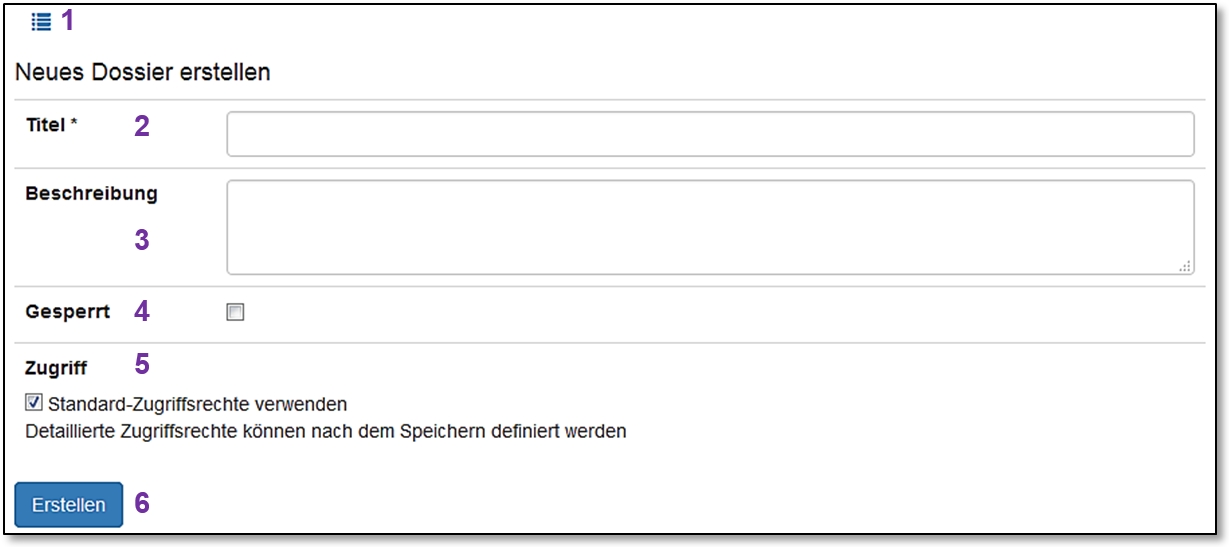 1
Neues Dossier erstellen
Titel * 2
Beschreibung
3
Gesperrt 4
Zugriff 5
Standard-Zugriffsrechte verwenden
Detaillierte Zugriffsrechte können nach dem Speichern definiert werden
Erstellen 6